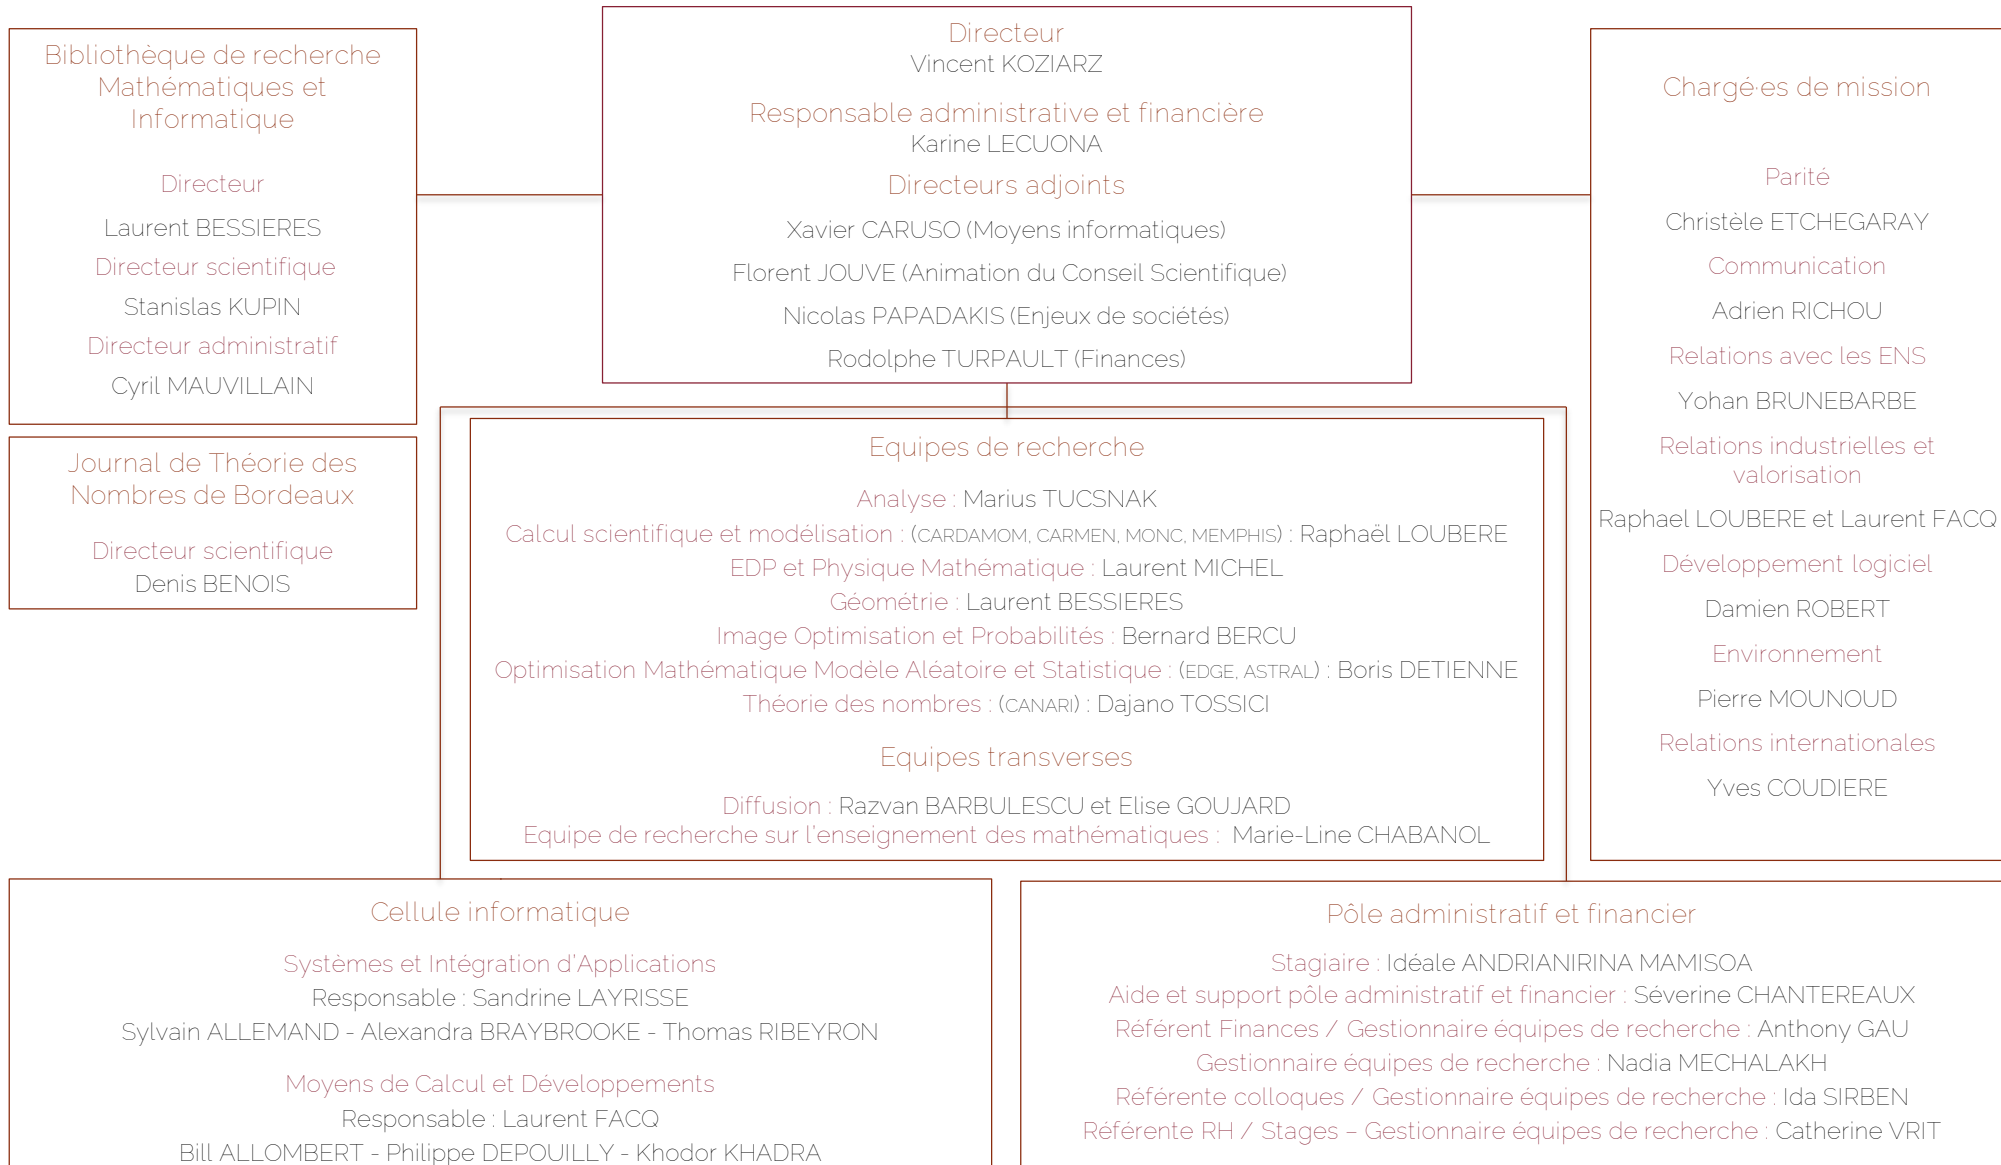 Bibliothèque de recherche
Mathématiques et
Informatique
Directeur
Laurent BESSIERES
Directeur scientifique
Stanislas KUPIN
Directeur administratif
Cyril MAUVILLAIN
Journal de Théorie des
Nombres de Bordeaux
Directeur scientifique
Denis BENOIS
Directeur
Vincent KOZIARZ
Responsable administrative et financière
Karine LECUONA
Directeurs adjoints
Xavier CARUSO (Moyens informatiques)
Florent JOUVE (Animation du Conseil Scientifique)
Nicolas PAPADAKIS (Enjeux de sociétés)
Rodolphe TURPAULT (Finances)
Chargé·es de mission
Parité
Christèle ETCHEGARAY
Communication
Adrien RICHOU
Relations avec les ENS
Yohan BRUNEBARBE
Relations industrielles et
valorisation
Raphael LOUBERE et Laurent FACQ
Développement logiciel
Damien ROBERT
Environnement
Pierre MOUNOUD
Relations internationales
Yves COUDIERE
Equipes de recherche
Analyse : Marius TUCSNAK
Calcul scientifique et modélisation : (CARDAMOM, CARMEN, MONC, MEMPHIS) : Raphaël LOUBERE
EDP et Physique Mathématique : Laurent MICHEL
Géométrie : Laurent BESSIERES
Image Optimisation et Probabilités : Bernard BERCU
Optimisation Mathématique Modèle Aléatoire et Statistique : (EDGE, ASTRAL) : Boris DETIENNE
Théorie des nombres : (CANARI) : Dajano TOSSICI
Equipes transverses
Diffusion : Razvan BARBULESCU et Elise GOUJARD
Equipe de recherche sur l'enseignement des mathématiques : Marie-Line CHABANOL
Cellule informatique
Systèmes et Intégration d'Applications
Responsable : Sandrine LAYRISSE
Sylvain ALLEMAND - Alexandra BRAYBROOKE - Thomas RIBEYRON
Moyens de Calcul et Développements
Responsable : Laurent FACQ
Bill ALLOMBERT - Philippe DEPOUILLY - Khodor KHADRA
Pôle administratif et financier
Stagiaire : Idéale ANDRIANIRINA MAMISOA
Aide et support pôle administratif et financier : Séverine CHANTEREAUX
Référent Finances / Gestionnaire équipes de recherche : Anthony GAU
Gestionnaire équipes de recherche : Nadia MECHALAKH
Référente colloques / Gestionnaire équipes de recherche : Ida SIRBEN
Référente RH / Stages – Gestionnaire équipes de recherche : Catherine VRIT